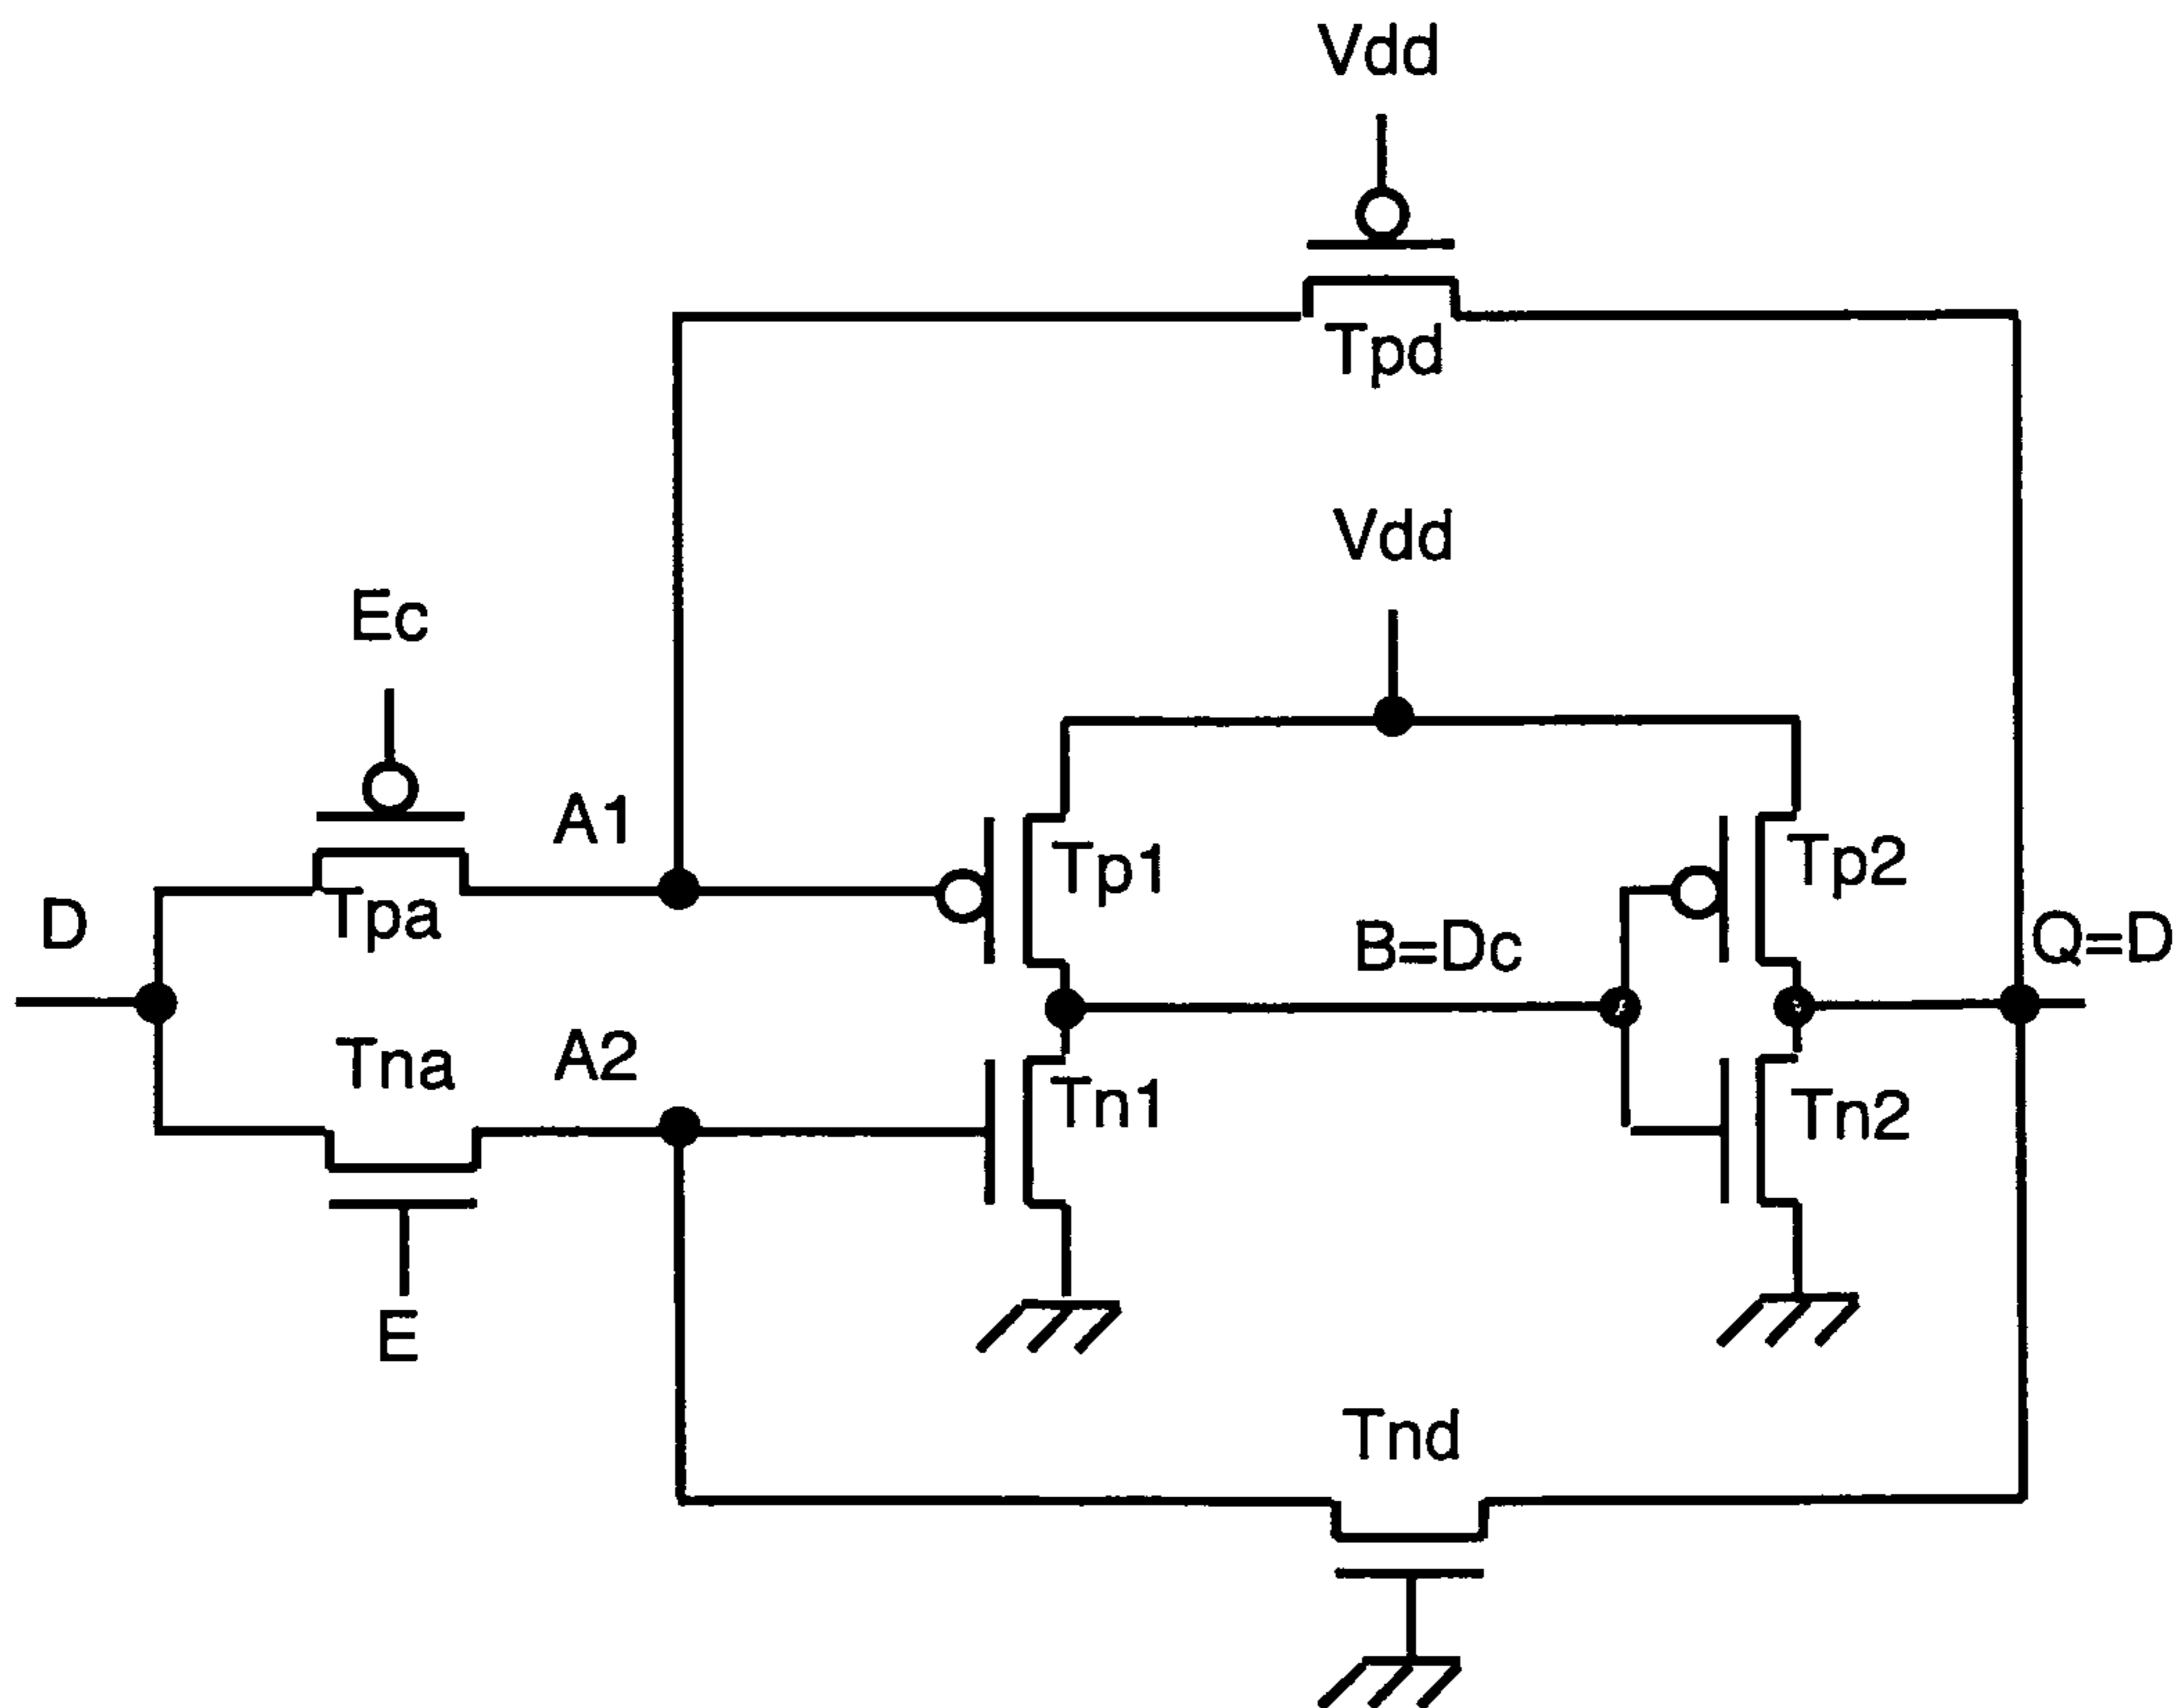 Vdd
Tpd
Vdd
Ec
A1
Tp1
Tp2
D
Tpa
B=Dc
Q=D
Tna
A2
Tn1
Tn2
E
Tnd